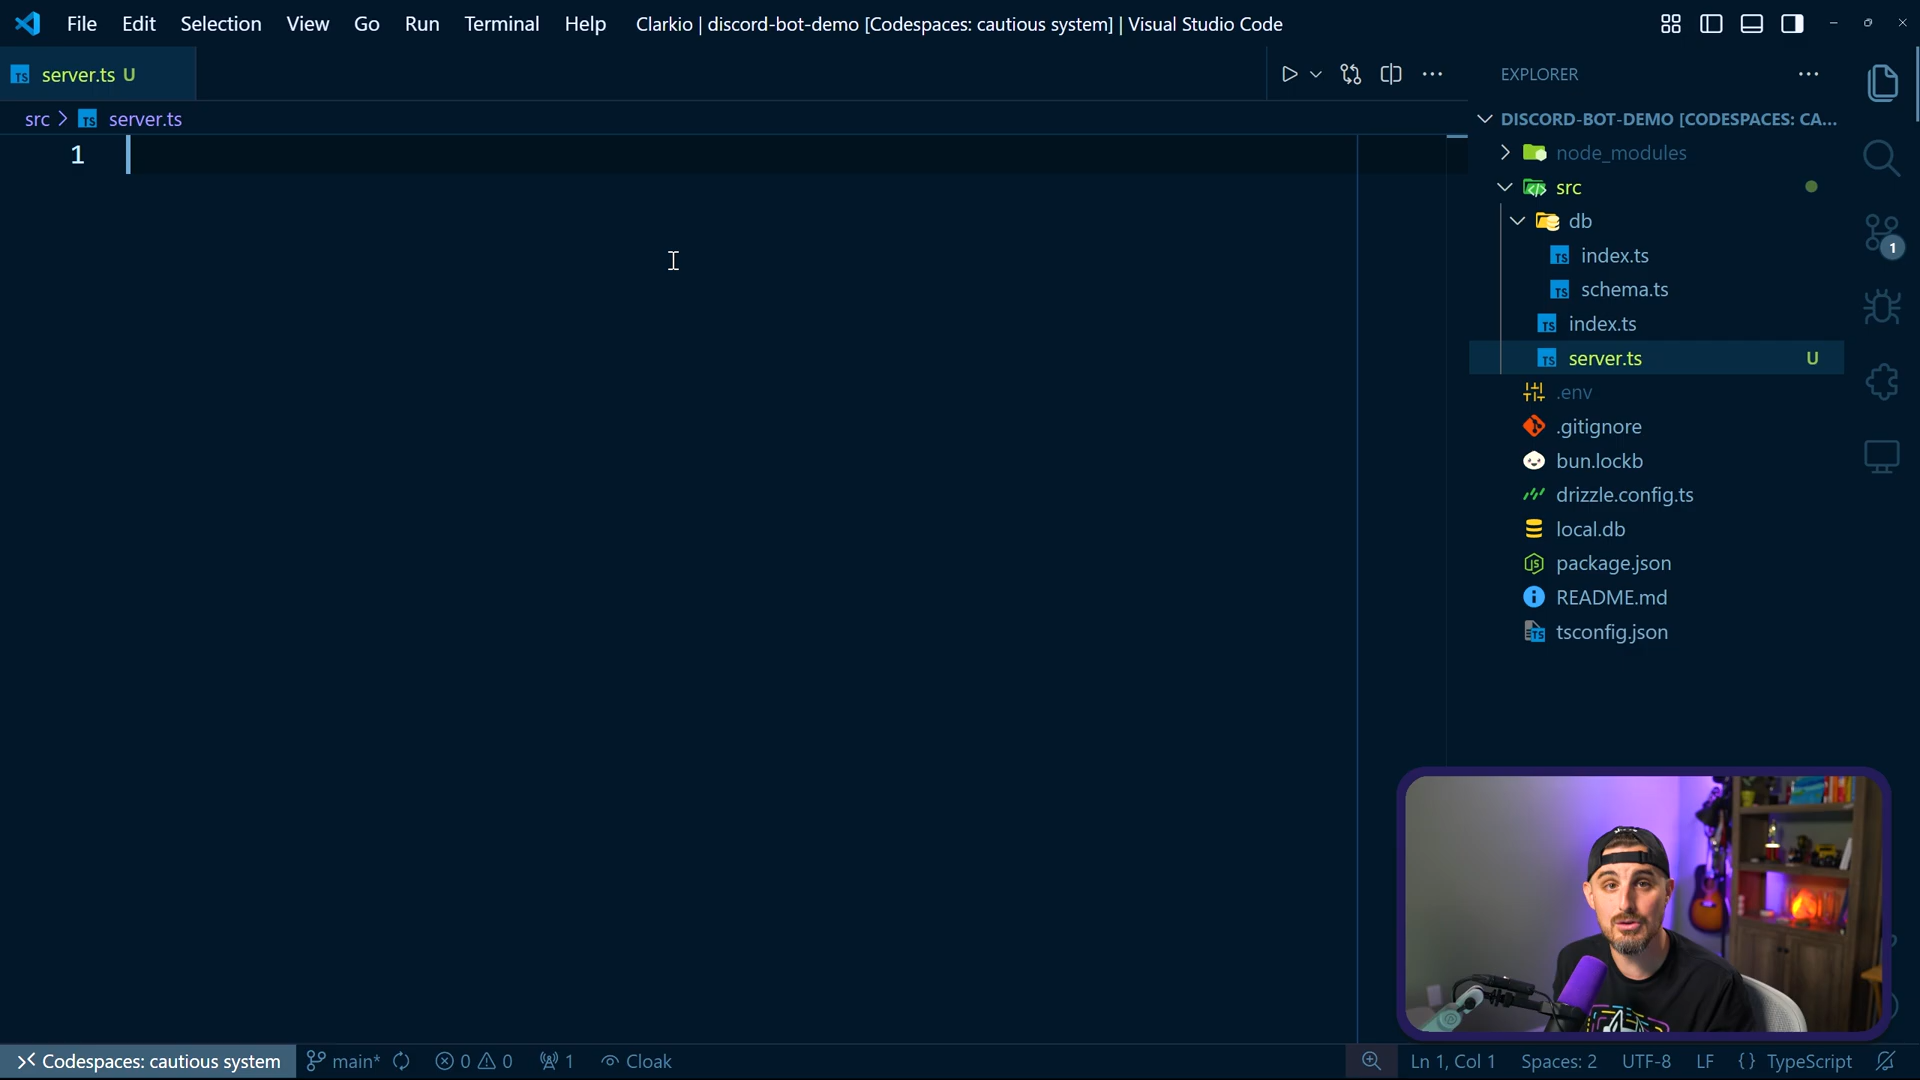 File Edit Selection View Go Run Terminal Help Clarkio | discord-bot-demo [Codespaces: cautious system] | Visual Studio Code
server.ts U
EXPLORER
src > server.ts
DISCORD-BOT-DEMO [CODESPACES: CA...
1
node_modules
src
db
index.ts
schema.ts
index.ts
server.ts U
.env
.gitignore
bun.lockb
drizzle.config.ts
local.db
package.json
README.md
tsconfig.json
1
Codespaces: cautious system main* 0 0 1 Cloak Ln 1, Col 1 Spaces: 2 UTF-8 LF {} TypeScript